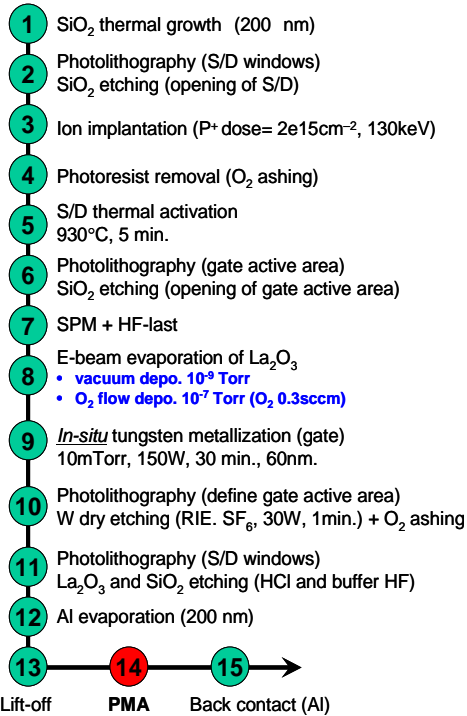 1 SiO₂ thermal growth (200 nm)
2 Photolithography (S/D windows)
SiO₂ etching (opening of S/D)
3 Ion implantation (P⁺ dose= 2e15cm⁻², 130keV)
4 Photoresist removal (O₂ ashing)
5 S/D thermal activation
930°C, 5 min.
6 Photolithography (gate active area)
SiO₂ etching (opening of gate active area)
7 SPM + HF-last
8 E-beam evaporation of La₂O₃
• vacuum depo. 10⁻⁹ Torr
• O₂ flow depo. 10⁻⁷ Torr (O₂ 0.3sccm)
9 In-situ tungsten metallization (gate)
10mTorr, 150W, 30 min., 60nm.
10 Photolithography (define gate active area)
W dry etching (RIE. SF₆, 30W, 1min.) + O₂ ashing
11 Photolithography (S/D windows)
La₂O₃ and SiO₂ etching (HCl and buffer HF)
12 Al evaporation (200 nm)
13 14 15
Lift-off PMA Back contact (Al)